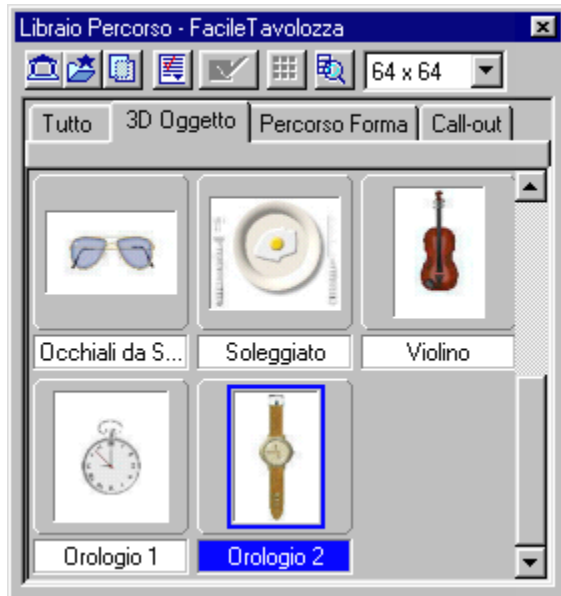 Libraio Percorso - FacileTavolozza
64 x 64
Tutto 3D Oggetto Percorso Forma Call-out
Occhiali da S... Soleggiato Violino
Orologio 1 Orologio 2